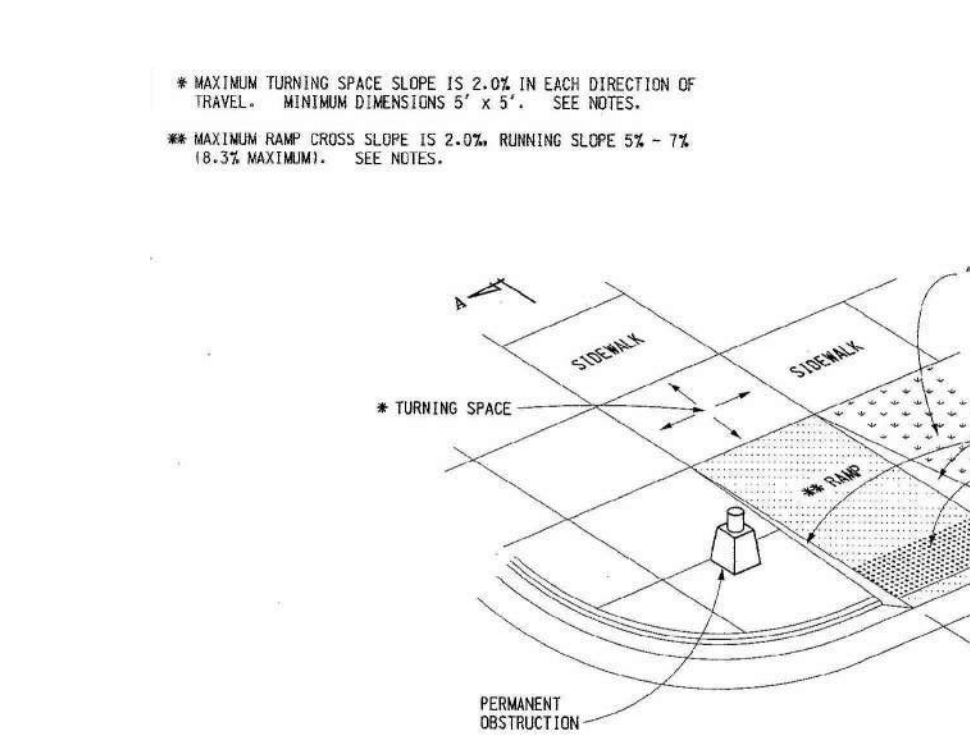 * MAXIMUM TURNING SPACE SLOPE IS 2.0% IN EACH DIRECTION OF
TRAVEL. MINIMUM DIMENSIONS 5' x 5'. SEE NOTES.
** MAXIMUM RAMP CROSS SLOPE IS 2.0%, RUNNING SLOPE 5% - 7%
(8.3% MAXIMUM). SEE NOTES.
A
SIDEWALK
SIDEWALK
* TURNING SPACE
** RAMP
PERMANENT
OBSTRUCTION